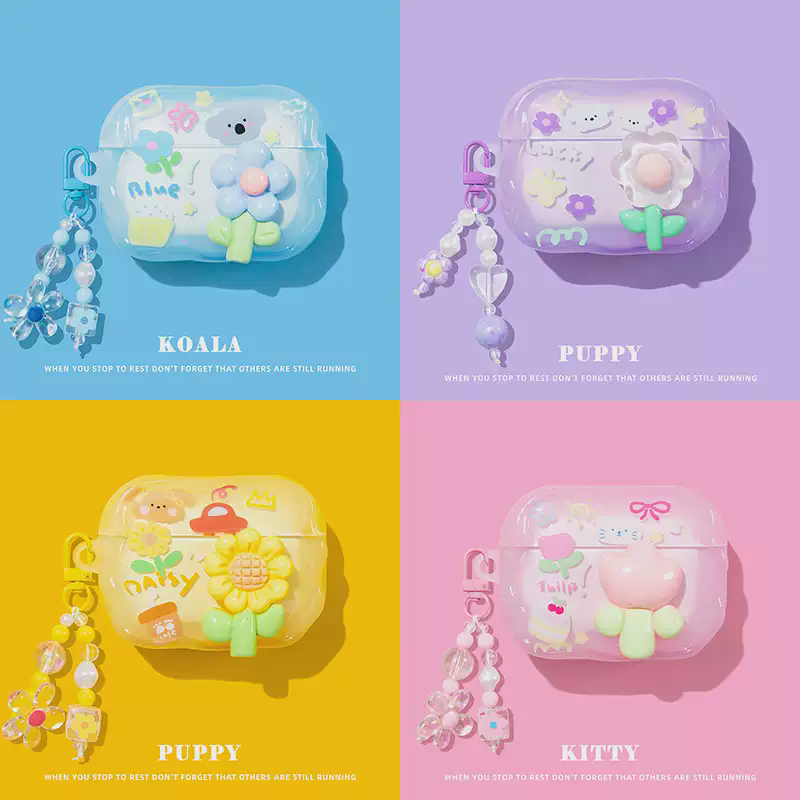 Blue!
KOALA
WHEN YOU STOP TO REST DON'T FORGET THAT OTHERS ARE STILL RUNNING
Lucky
PUPPY
WHEN YOU STOP TO REST DON'T FORGET THAT OTHERS ARE STILL RUNNING
DAISY
PUPPY
WHEN YOU STOP TO REST DON'T FORGET THAT OTHERS ARE STILL RUNNING
Tulip!
KITTY
WHEN YOU STOP TO REST DON'T FORGET THAT OTHERS ARE STILL RUNNING